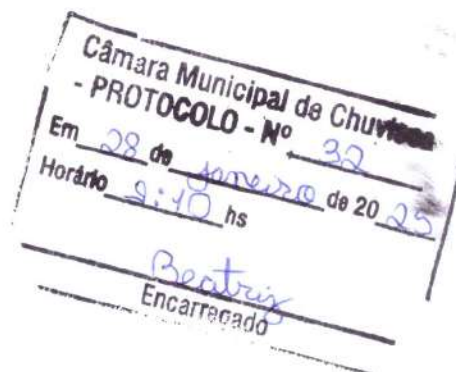 Câmara Municipal de Chuvisca
- PROTOCOLO - Nº 32
Em 28 de janeiro de 2025
Horário 9:10 hs
Beatriz
Encarregado